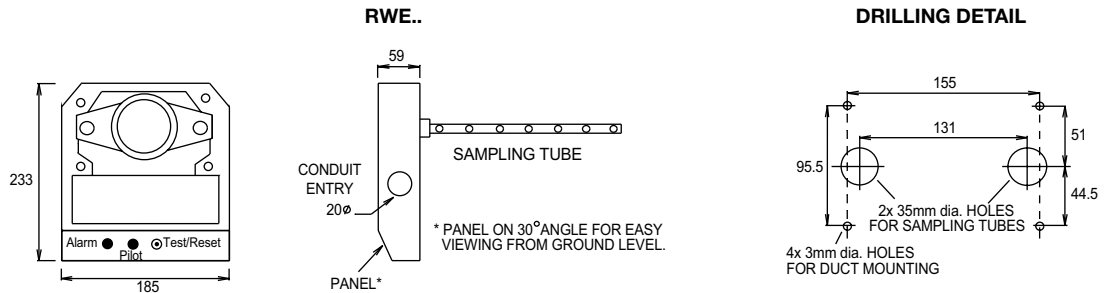 RWE..
DRILLING DETAIL
233
Alarm
Pilot
Test/Reset
185
59
SAMPLING TUBE
CONDUIT
ENTRY
20ø
* PANEL ON 30° ANGLE FOR EASY
VIEWING FROM GROUND LEVEL.
PANEL*
155
131
51
95.5
44.5
2x 35mm dia. HOLES
FOR SAMPLING TUBES
4x 3mm dia. HOLES
FOR DUCT MOUNTING